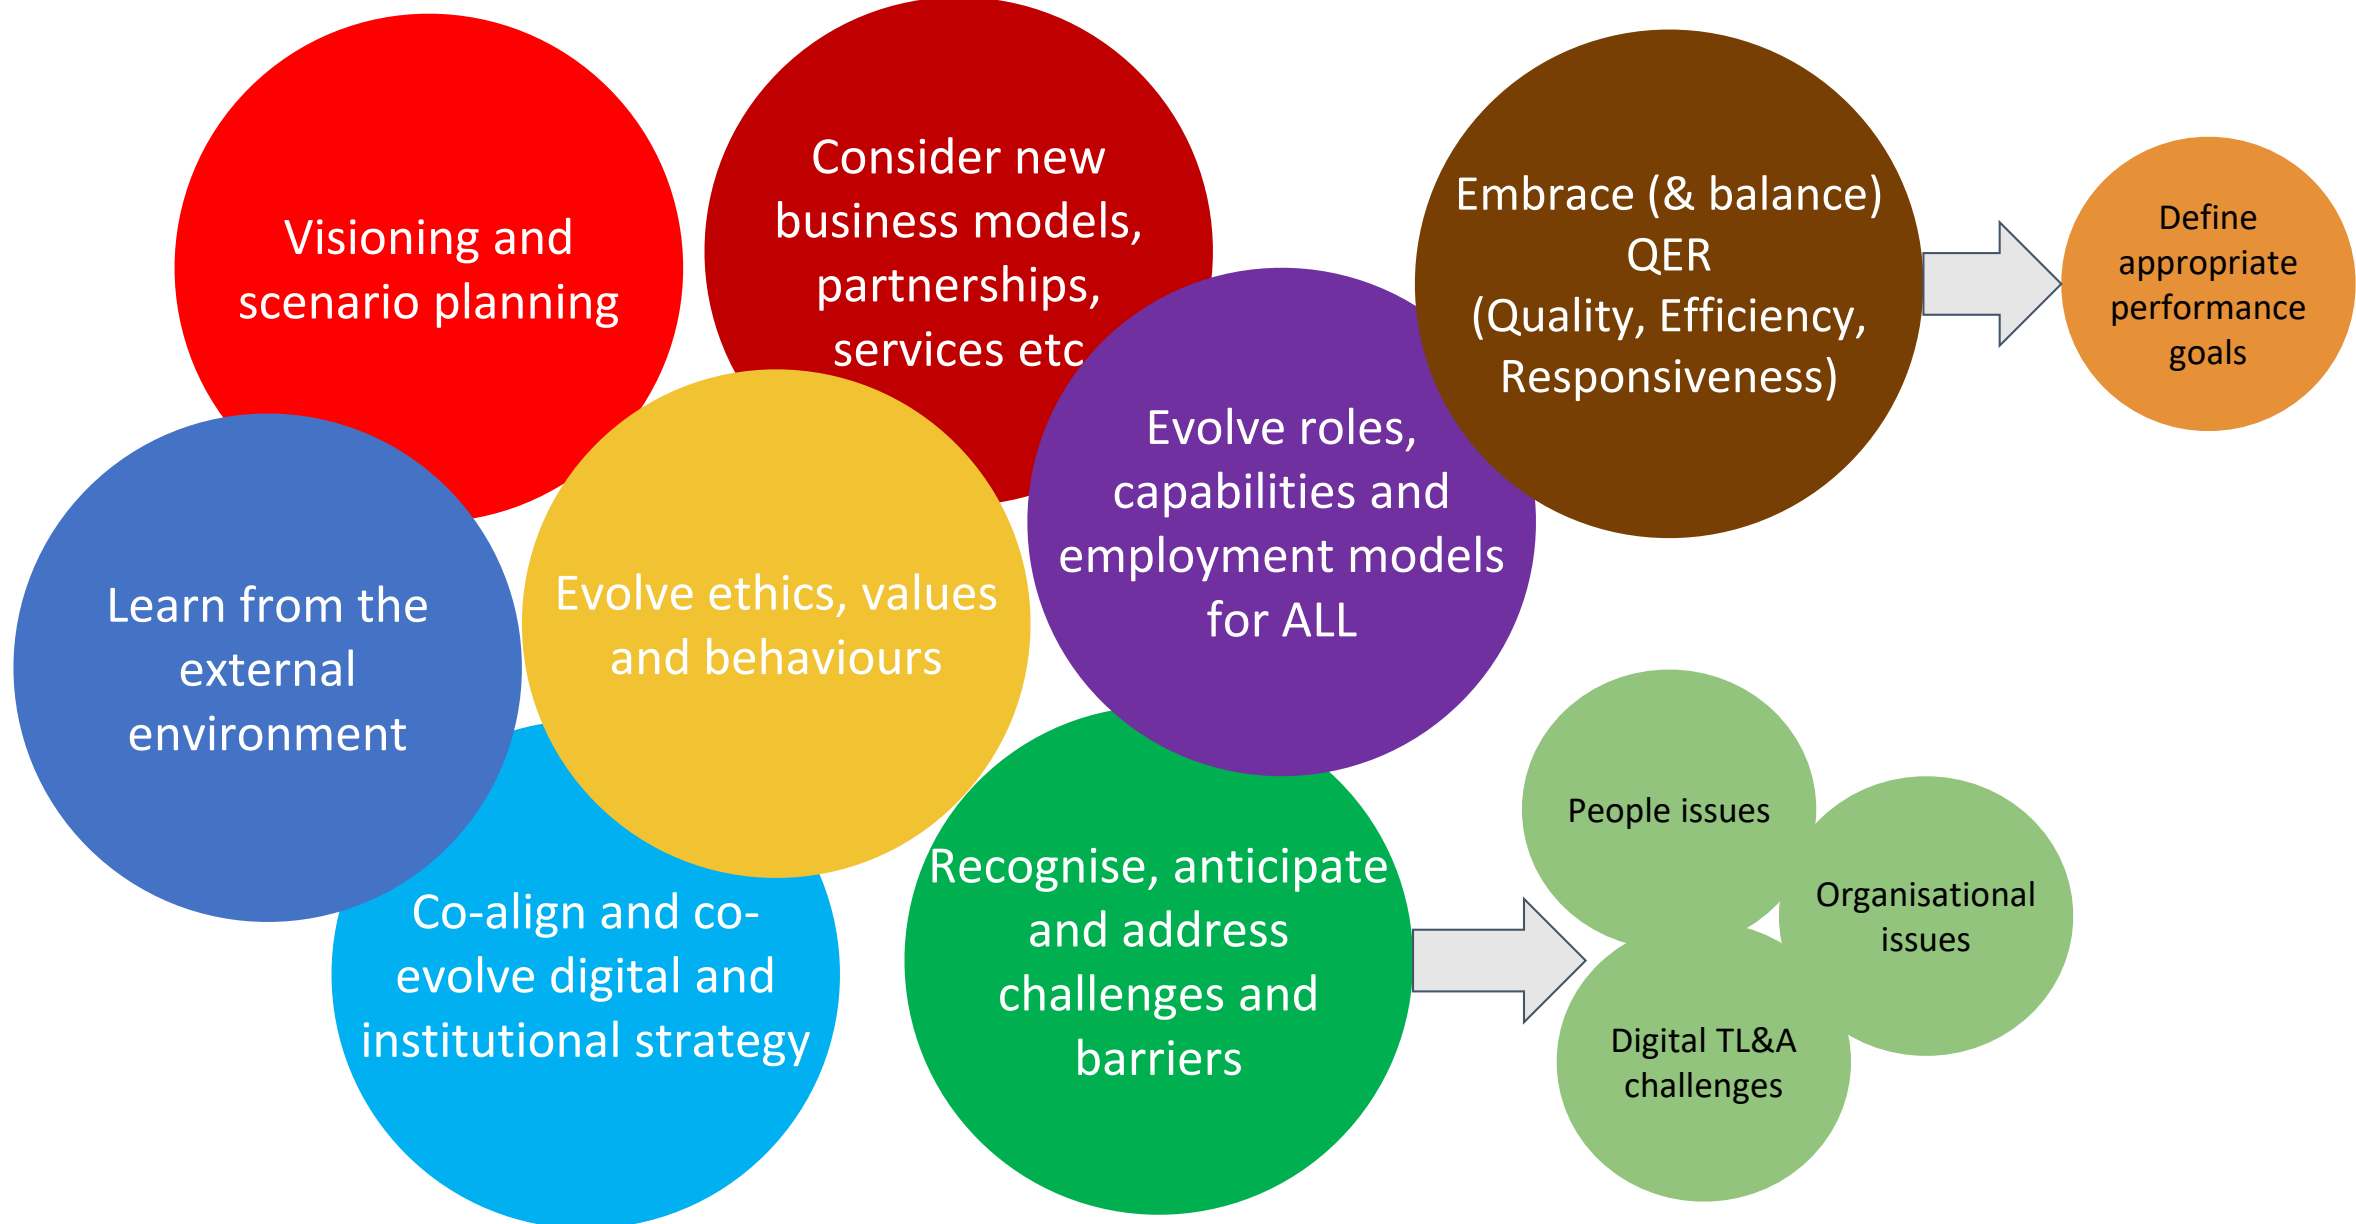 Visioning and
scenario planning
Consider new
business models,
partnerships,
services etc
Embrace (& balance)
QER
(Quality, Efficiency,
Responsiveness)
Define
appropriate
performance
goals
Learn from the
external
environment
Evolve ethics, values
and behaviours
Evolve roles,
capabilities and
employment models
for ALL
Co-align and co-
evolve digital and
institutional strategy
Recognise, anticipate
and address
challenges and
barriers
People issues
Organisational
issues
Digital TL&A
challenges